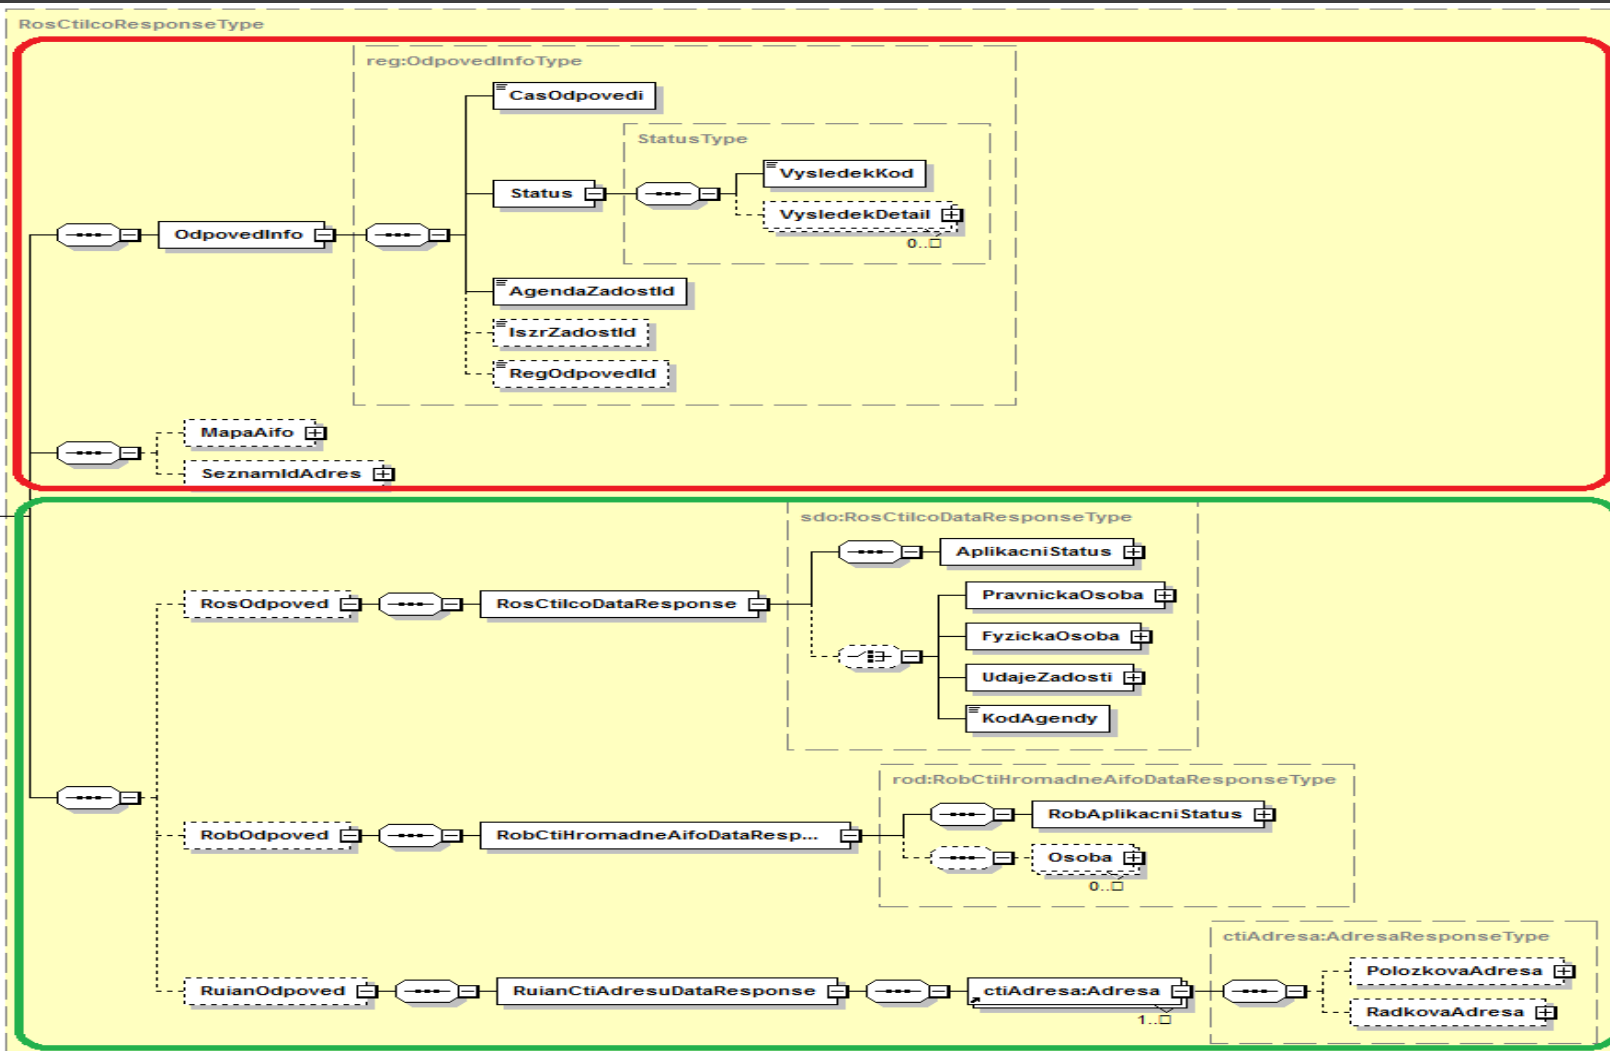 RosCtiIcoResponseType
reg:OdpovedInfoType
CasOdpovedi
StatusType
VysledekKod
Status
VysledekDetail
0..□
OdpovedInfo
AgendaZadostId
IszrZadostId
RegOdpovedId
MapaAifo
SeznamIdAdres
sdo:RosCtiIcoDataResponseType
AplikacniStatus
PravnickaOsoba
RosOdpoved
RosCtiIcoDataResponse
FyzickaOsoba
UdajeZadosti
KodAgendy
rod:RobCtiHromadneAifoDataResponseType
RobAplikacniStatus
RobOdpoved
RobCtiHromadneAifoDataResp...
Osoba
0..□
ctiAdresa:AdresaResponseType
PolozkovaAdresa
RuianOdpoved
RuianCtiAdresuDataResponse
ctiAdresa:Adresa
1..□
RadkovaAdresa